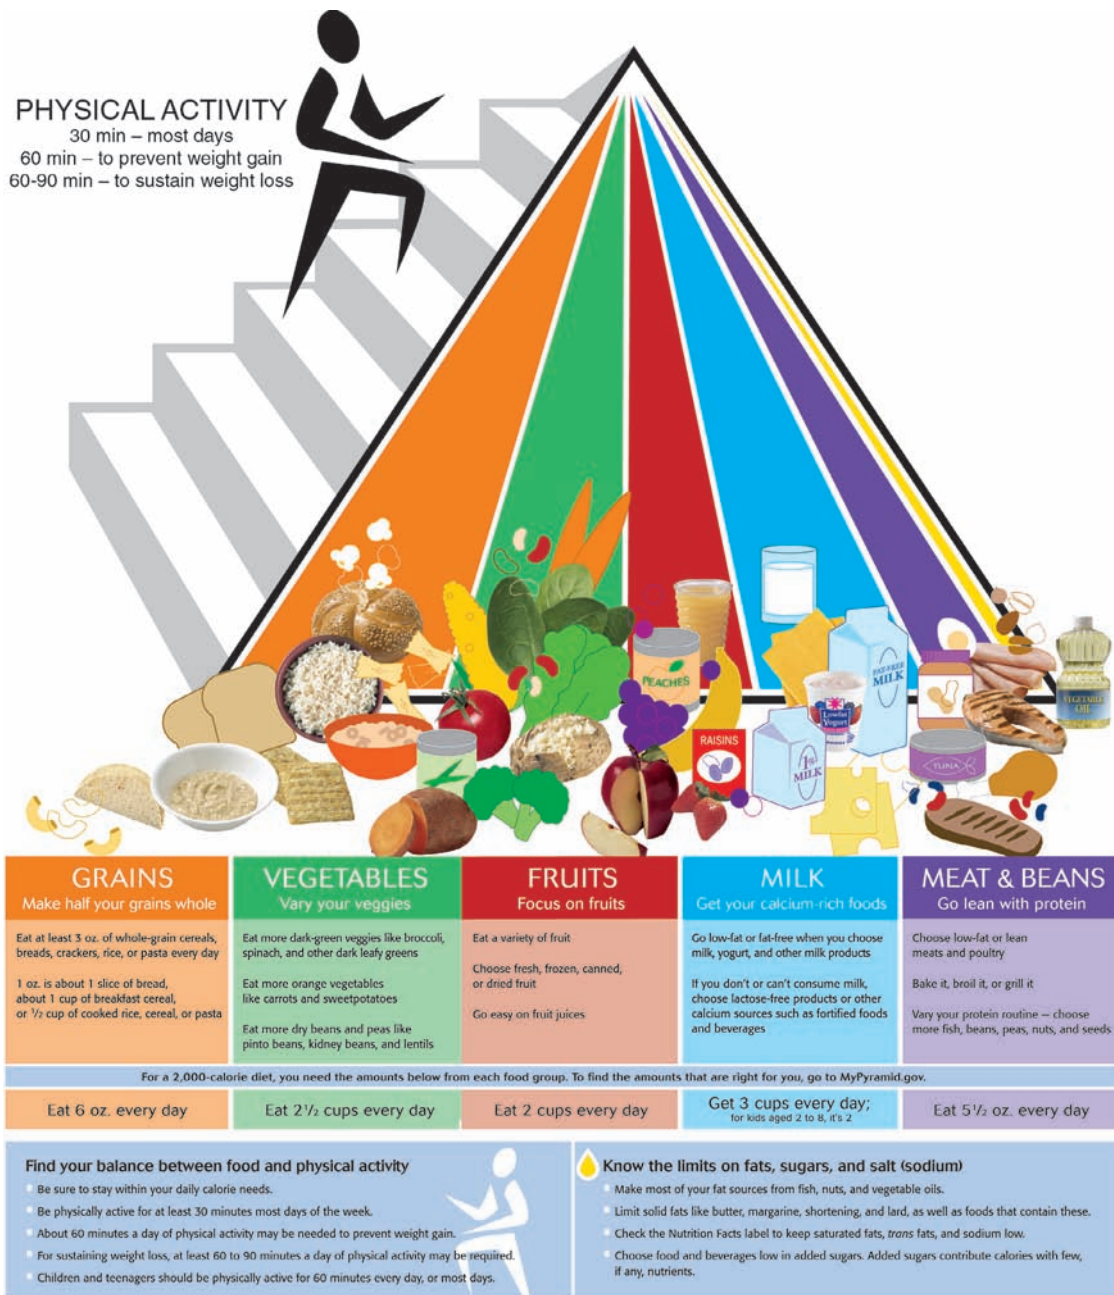 PHYSICAL ACTIVITY
30 min – most days
60 min – to prevent weight gain
60-90 min – to sustain weight loss
PEACHES
FAT-FREE
MILK
Lowfat
Yogurt
VEGETABLE
OIL
RAISINS
1%
MILK
TUNA
GRAINS
Make half your grains whole
Eat at least 3 oz. of whole-grain cereals,
breads, crackers, rice, or pasta every day
1 oz. is about 1 slice of bread,
about 1 cup of breakfast cereal,
or ½ cup of cooked rice, cereal, or pasta
VEGETABLES
Vary your veggies
Eat more dark-green veggies like broccoli,
spinach, and other dark leafy greens
Eat more orange vegetables
like carrots and sweetpotatoes
Eat more dry beans and peas like
pinto beans, kidney beans, and lentils
FRUITS
Focus on fruits
Eat a variety of fruit
Choose fresh, frozen, canned,
or dried fruit
Go easy on fruit juices
MILK
Get your calcium-rich foods
Go low-fat or fat-free when you choose
milk, yogurt, and other milk products
If you don't or can't consume milk,
choose lactose-free products or other
calcium sources such as fortified foods
and beverages
MEAT & BEANS
Go lean with protein
Choose low-fat or lean
meats and poultry
Bake it, broil it, or grill it
Vary your protein routine – choose
more fish, beans, peas, nuts, and seeds
For a 2,000-calorie diet, you need the amounts below from each food group. To find the amounts that are right for you, go to MyPyramid.gov.
Eat 6 oz. every day
Eat 2½ cups every day
Eat 2 cups every day
Get 3 cups every day;
for kids aged 2 to 8, it's 2
Eat 5½ oz. every day
Find your balance between food and physical activity
Be sure to stay within your daily calorie needs.
Be physically active for at least 30 minutes most days of the week.
About 60 minutes a day of physical activity may be needed to prevent weight gain.
For sustaining weight loss, at least 60 to 90 minutes a day of physical activity may be required.
Children and teenagers should be physically active for 60 minutes every day, or most days.
Know the limits on fats, sugars, and salt (sodium)
Make most of your fat sources from fish, nuts, and vegetable oils.
Limit solid fats like butter, margarine, shortening, and lard, as well as foods that contain these.
Check the Nutrition Facts label to keep saturated fats, trans fats, and sodium low.
Choose food and beverages low in added sugars. Added sugars contribute calories with few,
if any, nutrients.